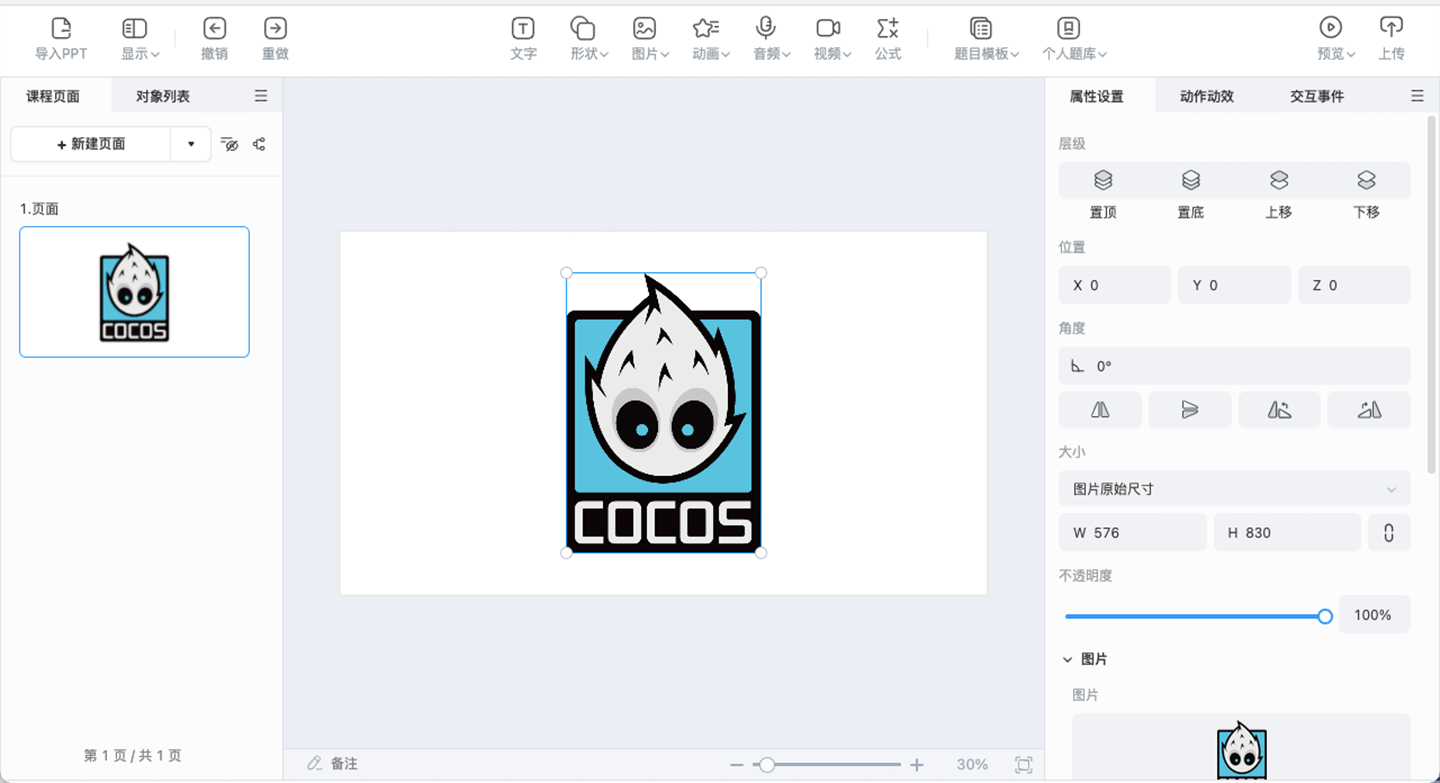 导入PPT 显示 撤销 重做 文字 形状 图片 动画 音频 视频 公式 题目模板 个人题库 预览 上传
课程页面 对象列表
+ 新建页面
1.页面
COCOS
第 1 页 / 共 1 页
COCOS
备注 30%
属性设置 动作动效 交互事件
层级
置顶 置底 上移 下移
位置
X 0 Y 0 Z 0
角度
0°
大小
图片原始尺寸
W 576 H 830
不透明度
100%
图片
图片